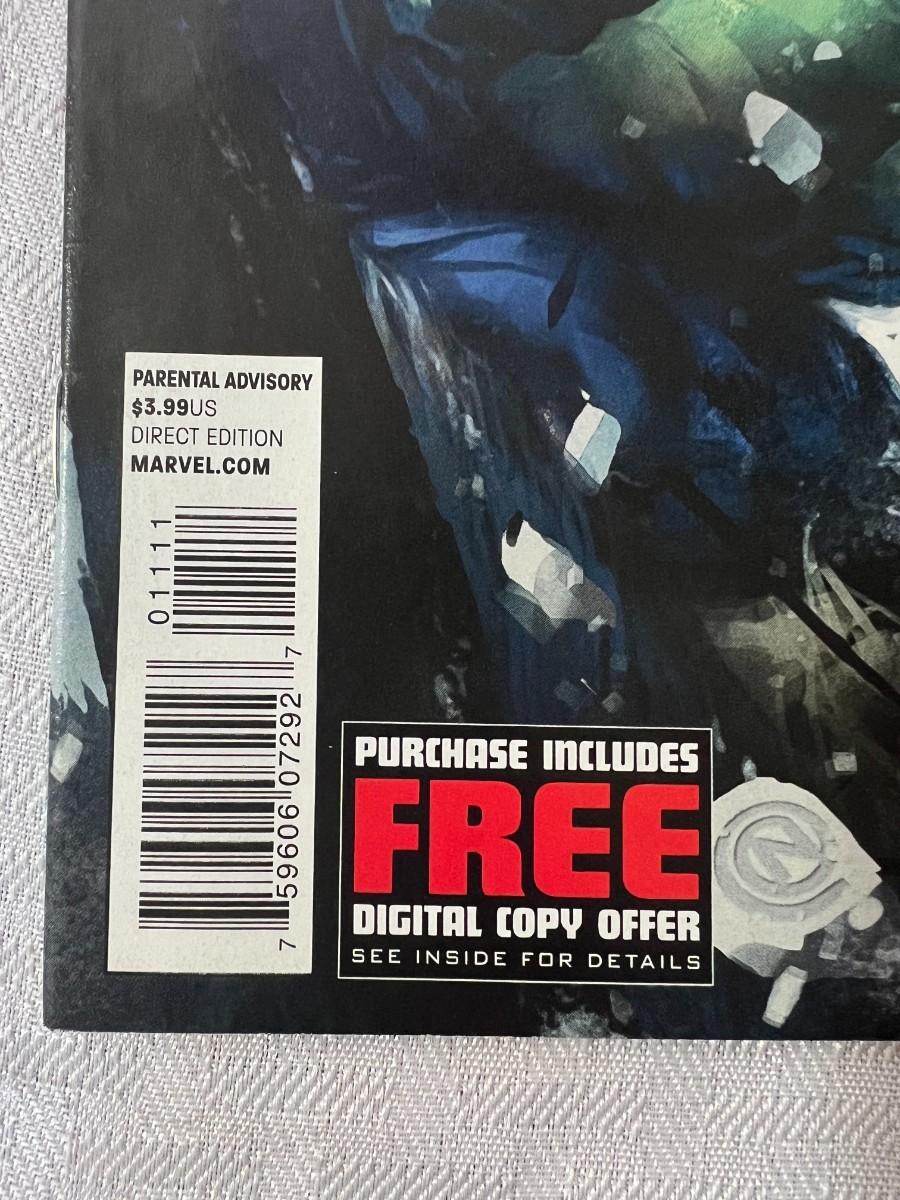 PARENTAL ADVISORY
$3.99US
DIRECT EDITION
MARVEL.COM
01111
7 59606 07292 7
PURCHASE INCLUDES
FREE
DIGITAL COPY OFFER
SEE INSIDE FOR DETAILS